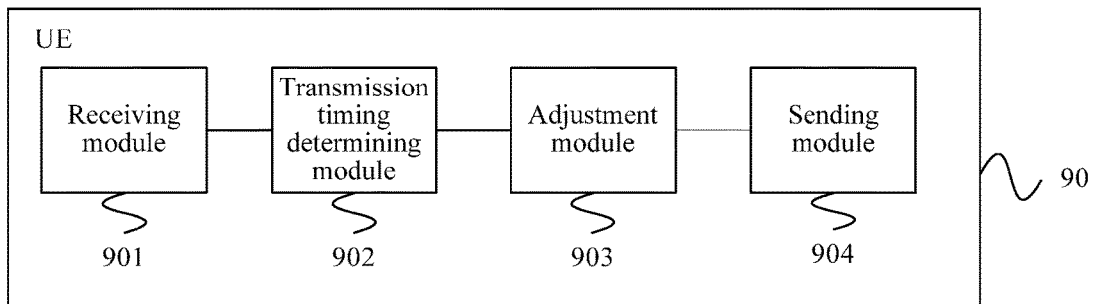 UE
Receiving
module
Transmission
timing
determining
module
Adjustment
module
Sending
module
90
901
902
903
904